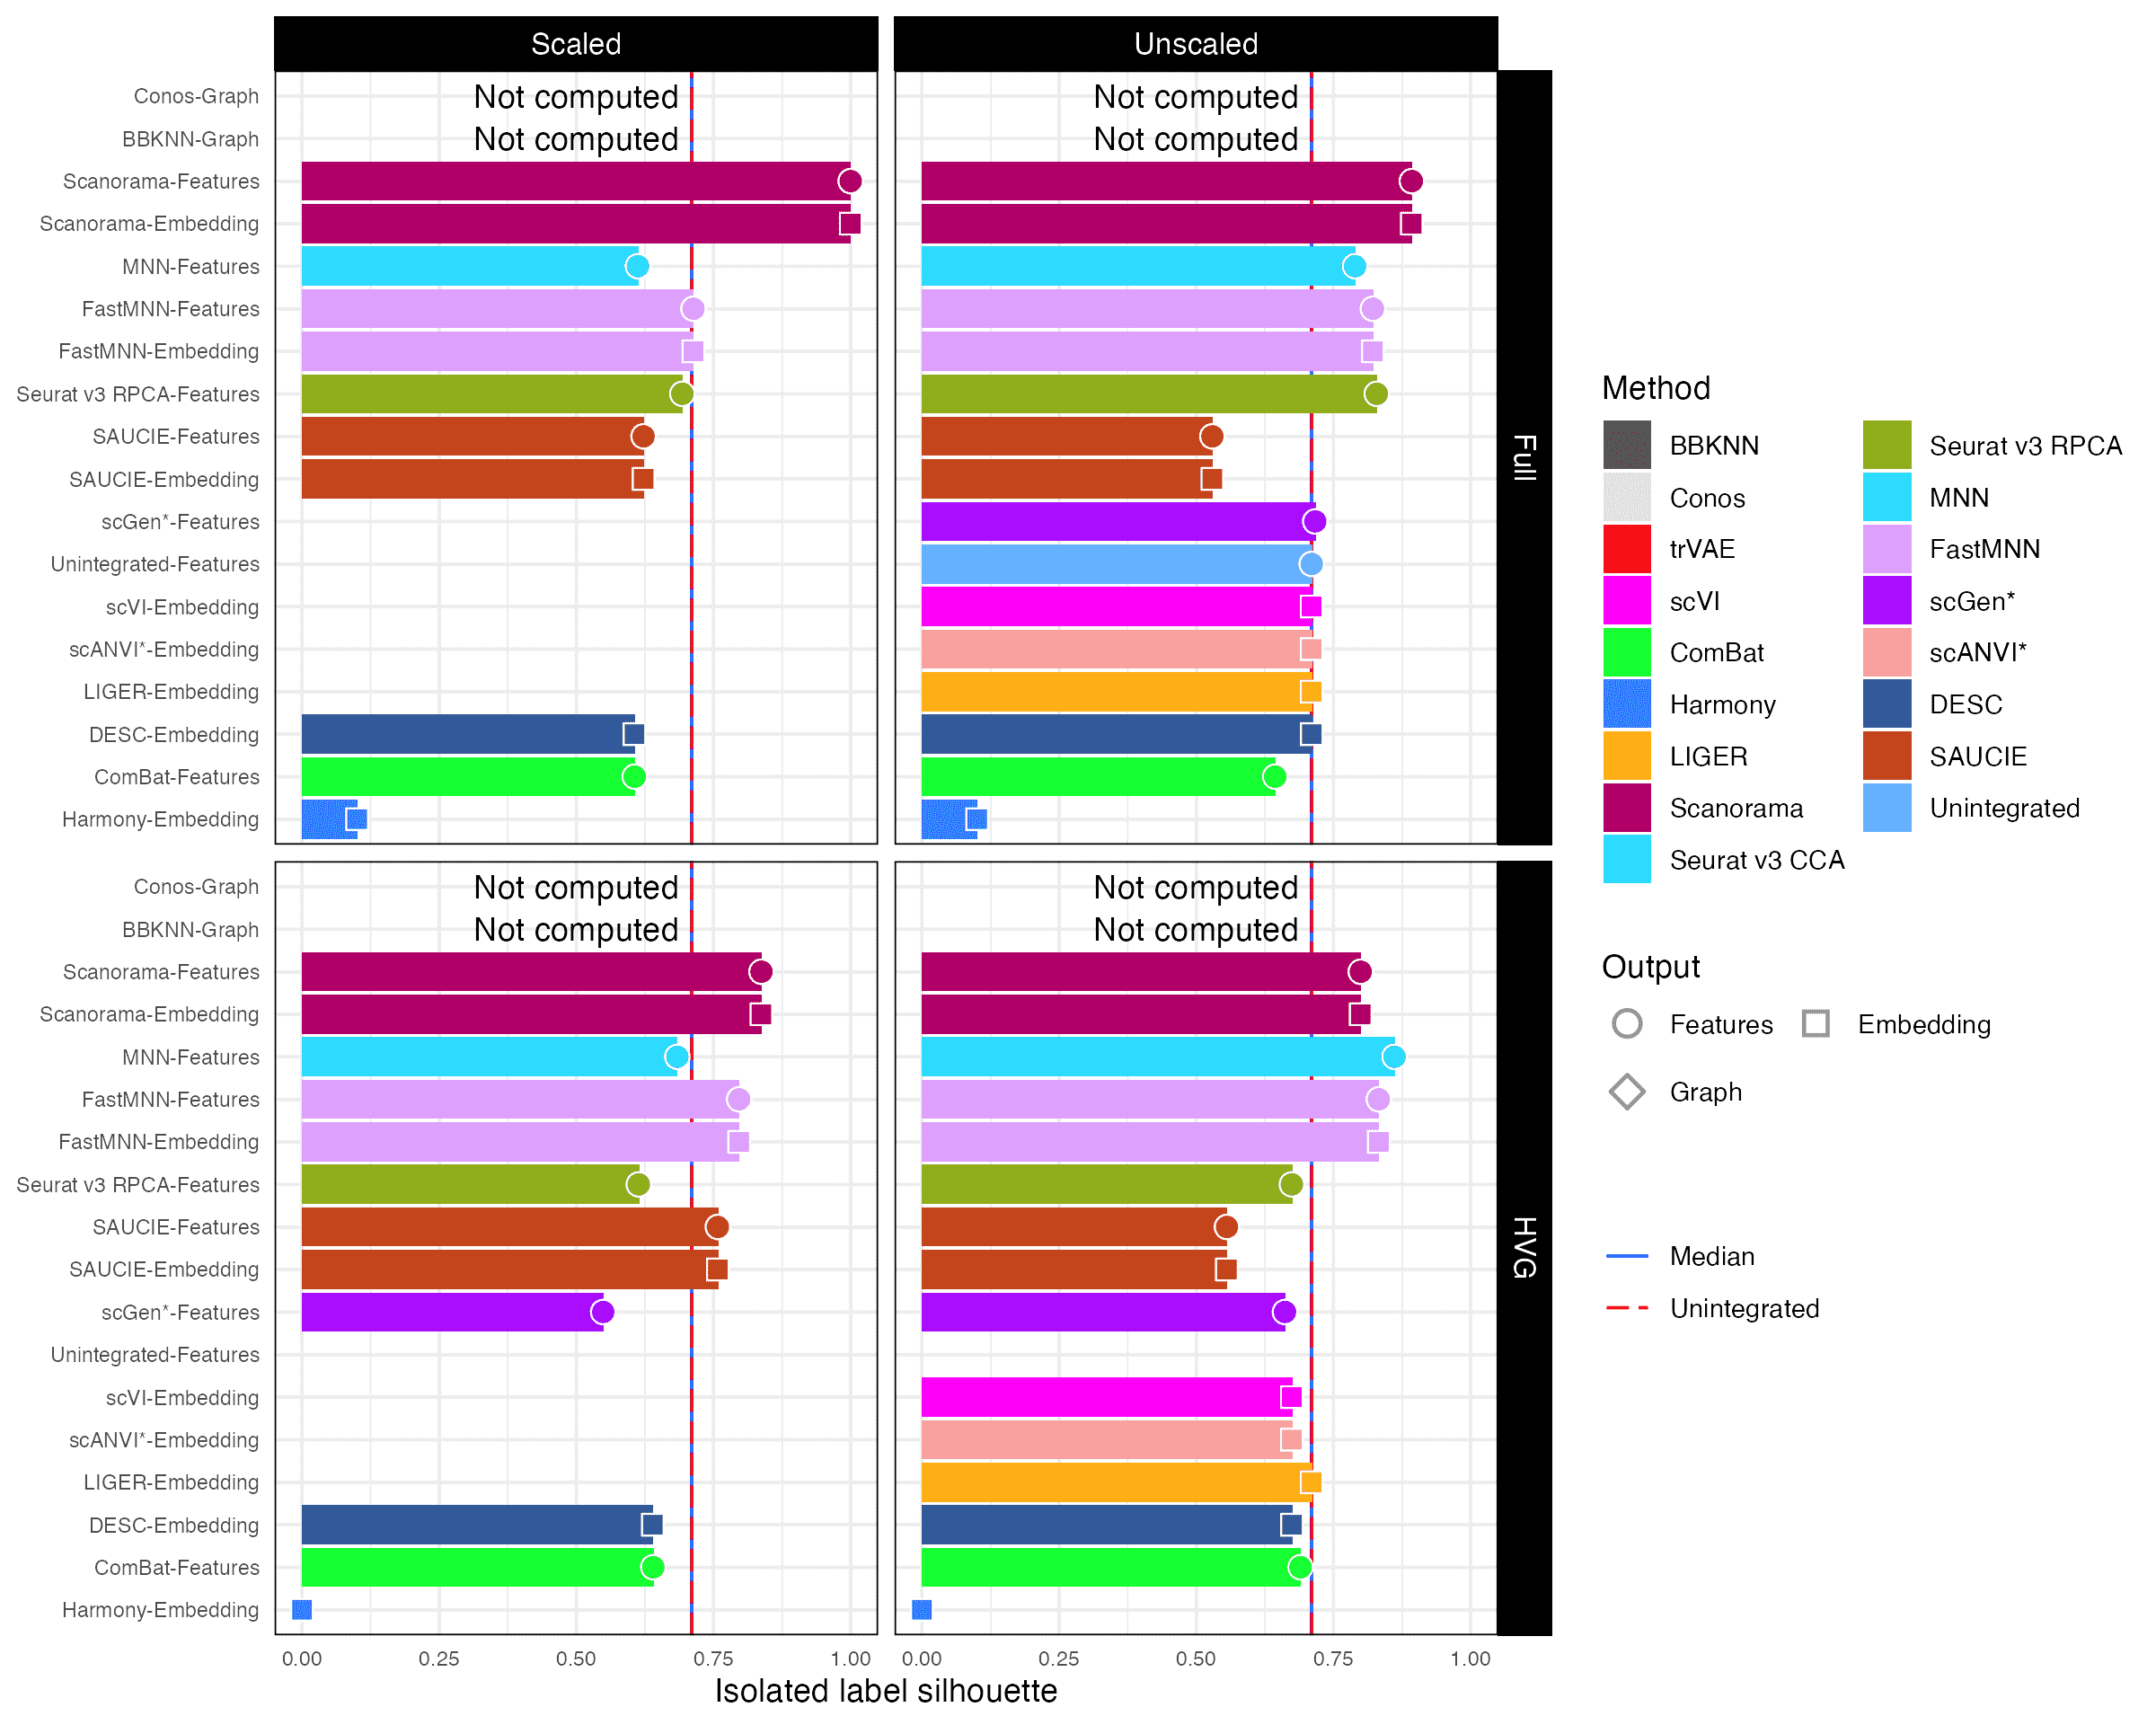 Scaled
Unscaled
Full
Conos-Graph
Not computed
Not computed
BBKNN-Graph
Not computed
Not computed
Scanorama-Features
Scanorama-Embedding
MNN-Features
FastMNN-Features
FastMNN-Embedding
Seurat v3 RPCA-Features
SAUCIE-Features
SAUCIE-Embedding
scGen*-Features
Unintegrated-Features
scVI-Embedding
scANVI*-Embedding
LIGER-Embedding
DESC-Embedding
ComBat-Features
Harmony-Embedding
HVG
Conos-Graph
Not computed
Not computed
BBKNN-Graph
Not computed
Not computed
Scanorama-Features
Scanorama-Embedding
MNN-Features
FastMNN-Features
FastMNN-Embedding
Seurat v3 RPCA-Features
SAUCIE-Features
SAUCIE-Embedding
scGen*-Features
Unintegrated-Features
scVI-Embedding
scANVI*-Embedding
LIGER-Embedding
DESC-Embedding
ComBat-Features
Harmony-Embedding
0.00 0.25 0.50 0.75 1.00
0.00 0.25 0.50 0.75 1.00
Isolated label silhouette
Method
BBKNN
Conos
trVAE
scVI
ComBat
Harmony
LIGER
Scanorama
Seurat v3 CCA
Seurat v3 RPCA
MNN
FastMNN
scGen*
scANVI*
DESC
SAUCIE
Unintegrated
Output
Features
Embedding
Graph
Median
Unintegrated